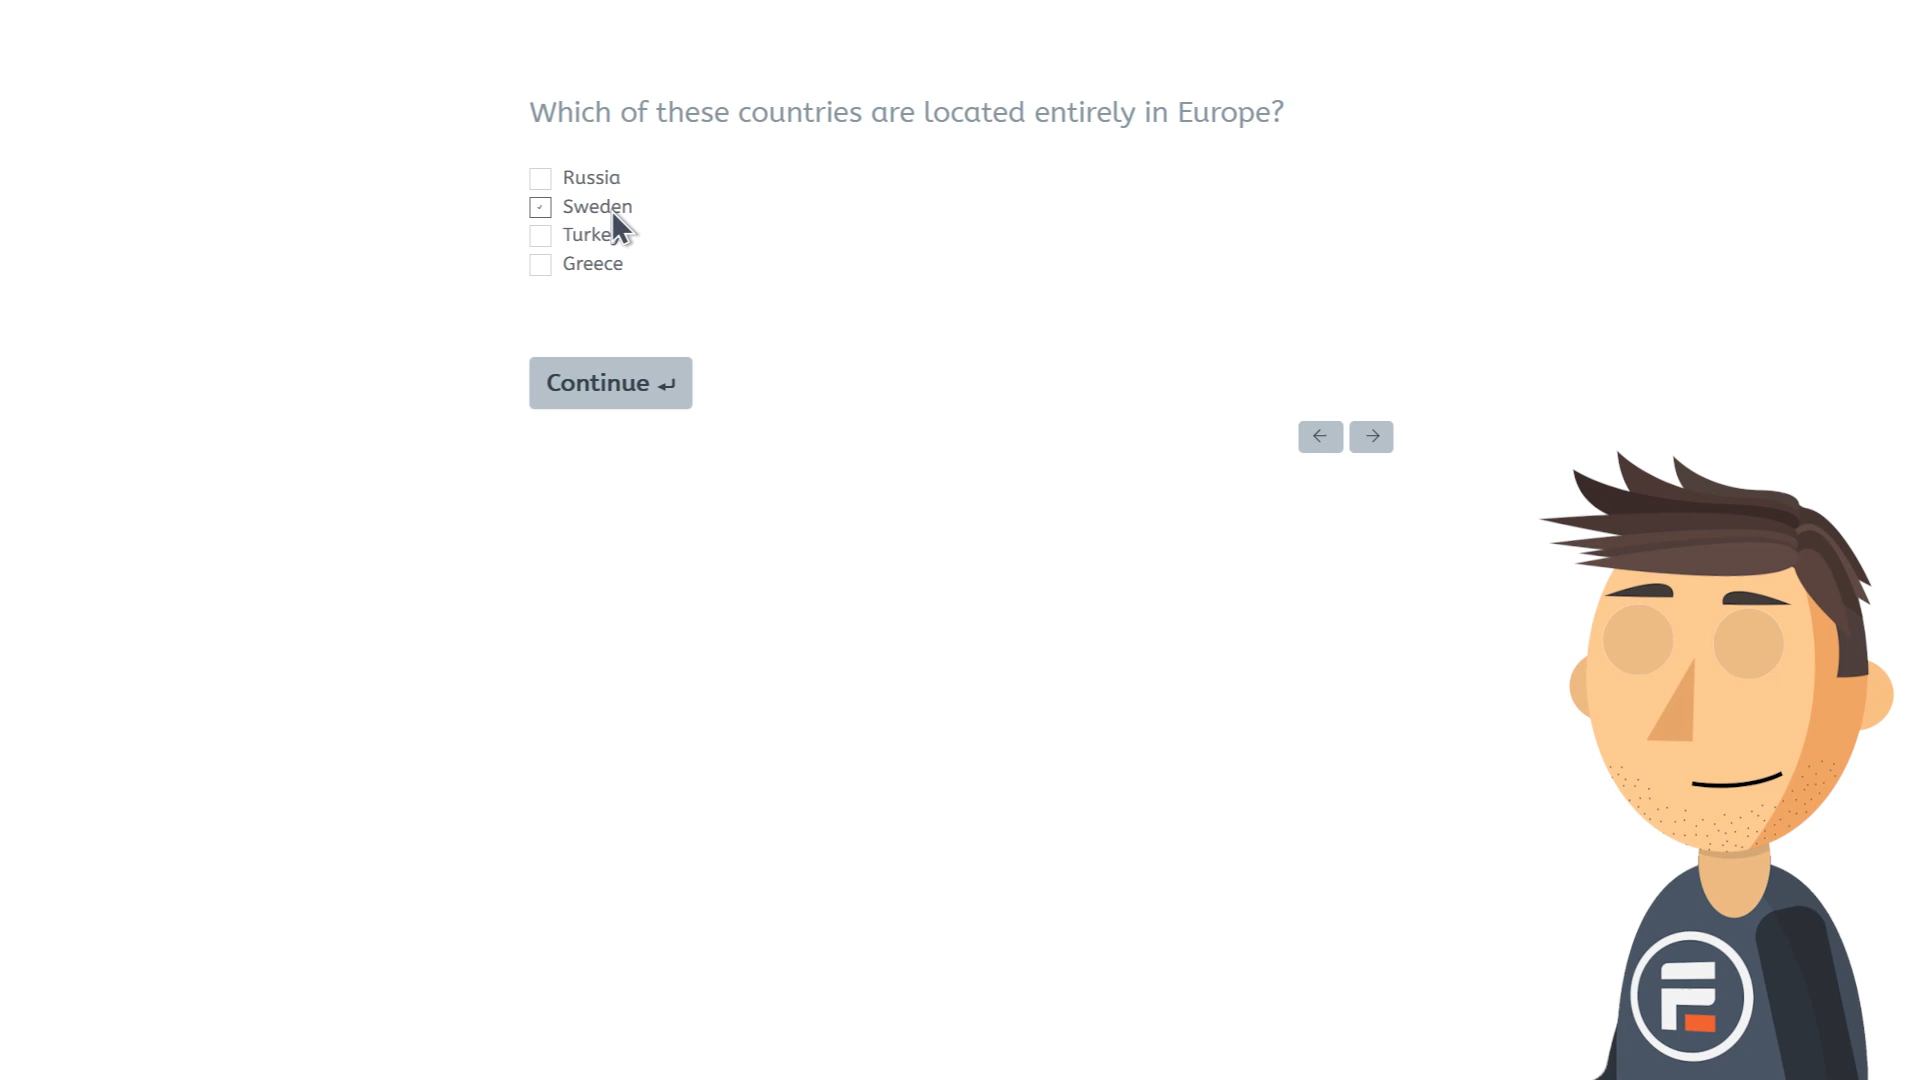 Which of these countries are located entirely in Europe?
Russia
Sweden
Greece
Continue